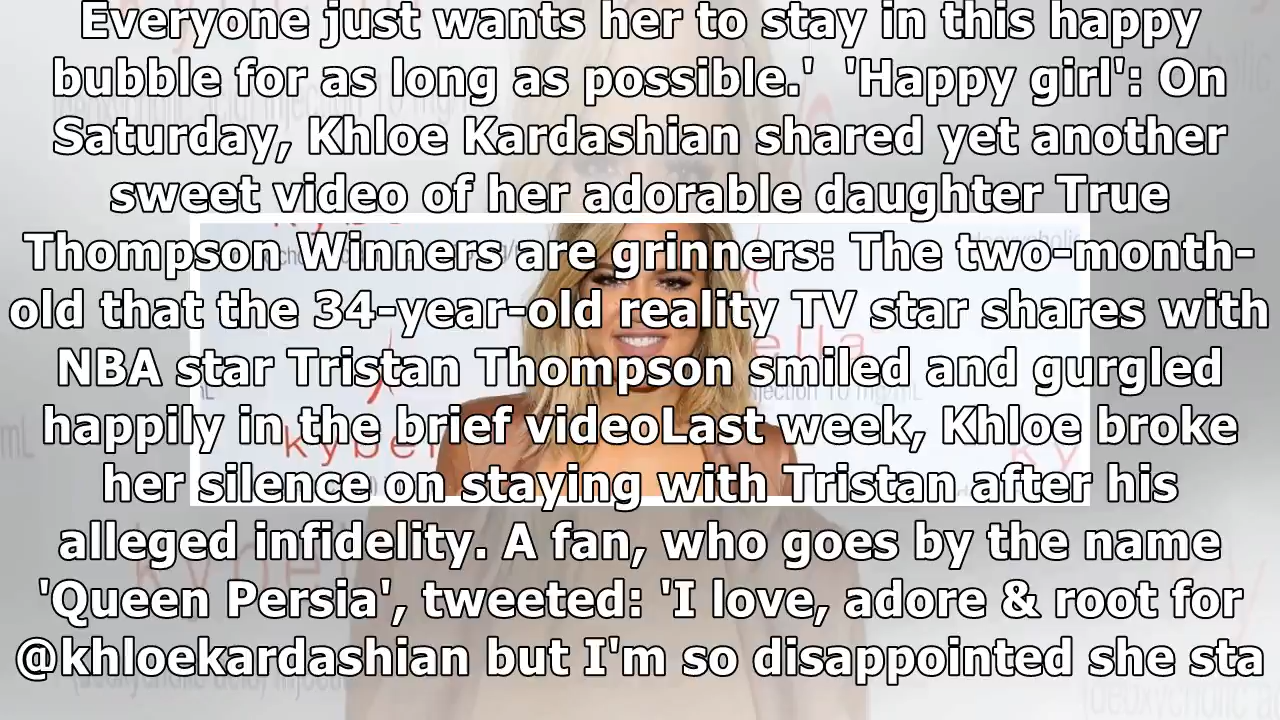 Everyone just wants her to stay in this happy
bubble for as long as possible.'  'Happy girl': On
Saturday, Khloe Kardashian shared yet another
sweet video of her adorable daughter True
Thompson Winners are grinners: The two-month-
old that the 34-year-old reality TV star shares with
NBA star Tristan Thompson smiled and gurgled
happily in the brief videoLast week, Khloe broke
her silence on staying with Tristan after his
alleged infidelity. A fan, who goes by the name
'Queen Persia', tweeted: 'I love, adore & root for
@khloekardashian but I'm so disappointed she sta